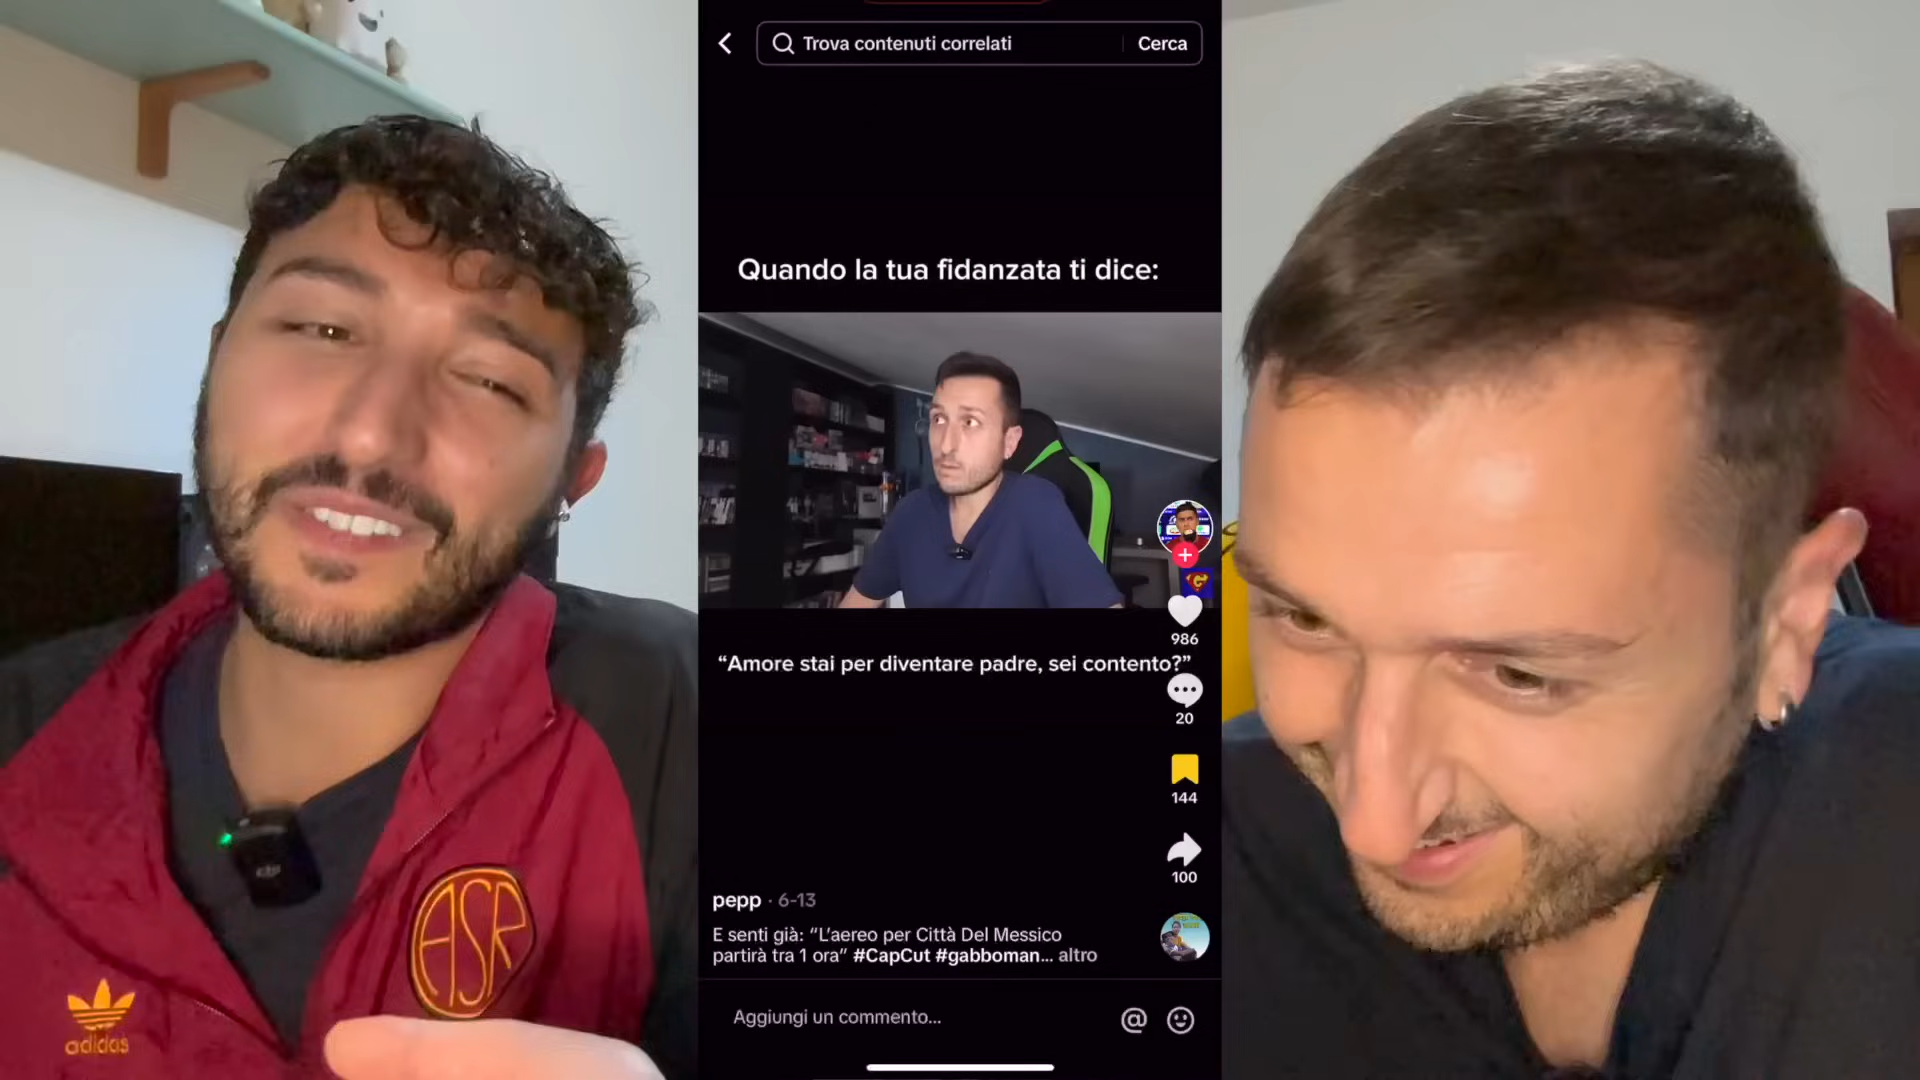 Trova contenuti correlati
Cerca
Quando la tua fidanzata ti dice:
“Amore stai per diventare padre, sei contento?”
986
20
144
100
pepp · 6-13
E senti già: “L’aereo per Città Del Messico
partirà tra 1 ora” #CapCut #gabboman... altro
Aggiungi un commento...
ASR
adidas